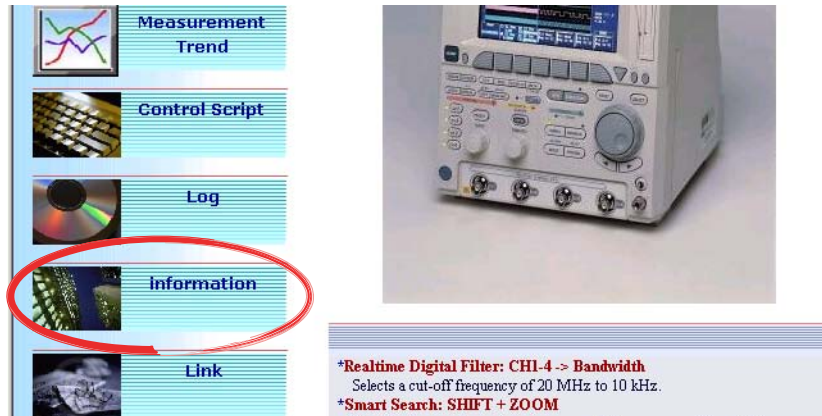 Measurement
Trend
Control Script
Log
information
Link
*Realtime Digital Filter: CH1-4 -> Bandwidth
Selects a cut-off frequency of 20 MHz to 10 kHz.
*Smart Search: SHIFT + ZOOM